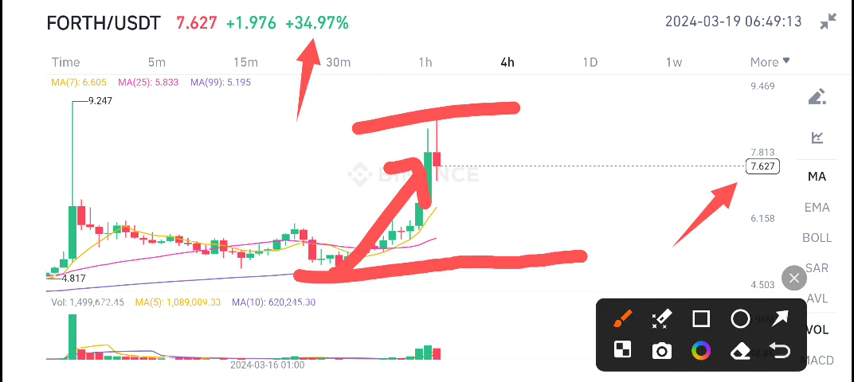 FORTH/USDT 7.627 +1.976 +34.97% 2024-03-19 06:49:13
Time 5m 15m 30m 1h 4h 1D 1w More
MA(7): 6.605 MA(25): 5.833 MA(99): 5.195
9.469
9.247
7.813
7.627
BINANCE
MA
EMA
6.158
BOLL
SAR
4.817
4.503
AVL
Vol: 1,499,672.45 MA(5): 1,089,009.33 MA(10): 620,245.30
VOL
MACD
2024-03-16 01:00